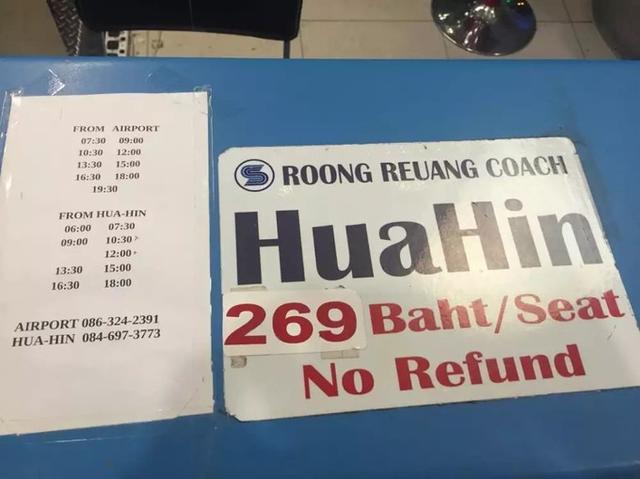 FROM AIRPORT
07:30 09:00
10:30 12:00
13:30 15:00
16:30 18:00
19:30
FROM HUA-HIN
06:00 07:30
09:00 10:30
12:00
13:30 15:00
16:30 18:00
AIRPORT 086-324-2391
HUA-HIN 084-697-3773
S ROONG REUANG COACH
HuaHin
269 Baht/Seat
No Refund